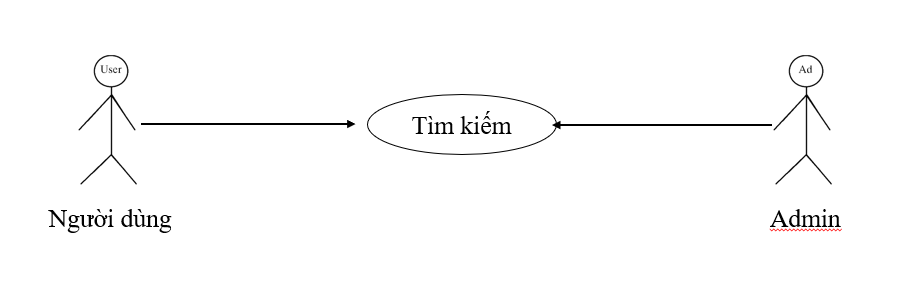 User
Ad
Tìm kiếm
Người dùng
Admin